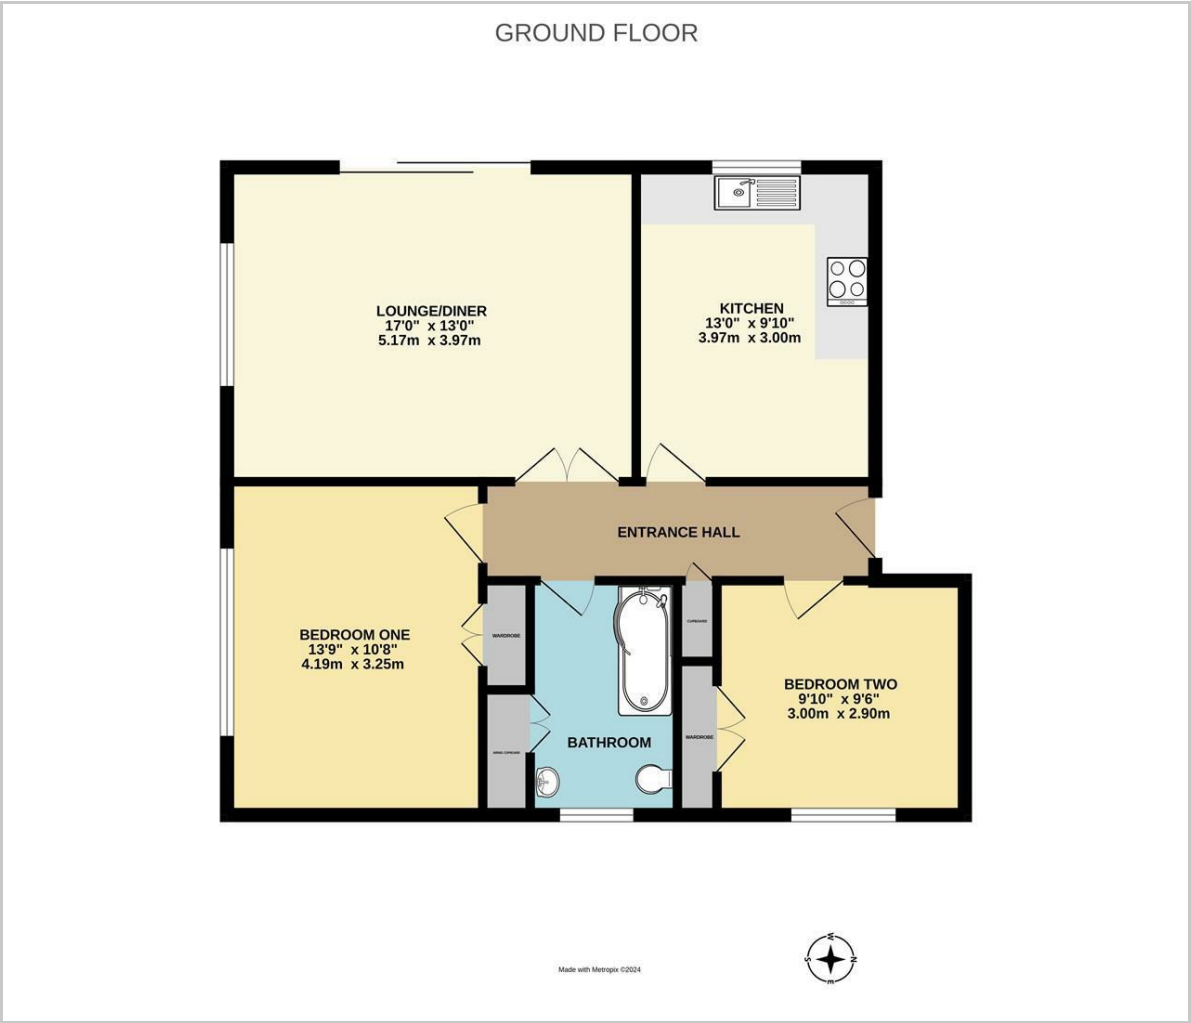 GROUND FLOOR
LOUNGE/DINER
17'0" x 13'0"
5.17m x 3.97m
KITCHEN
13'0" x 9'10"
3.97m x 3.00m
ENTRANCE HALL
BEDROOM ONE
13'9" x 10'8"
4.19m x 3.25m
WARDROBE
CUPBOARD
BEDROOM TWO
9'10" x 9'6"
3.00m x 2.90m
BATHROOM
WARDROBE
AIRING CUPBOARD
Made with Metropix ©2024
W
S
N
E